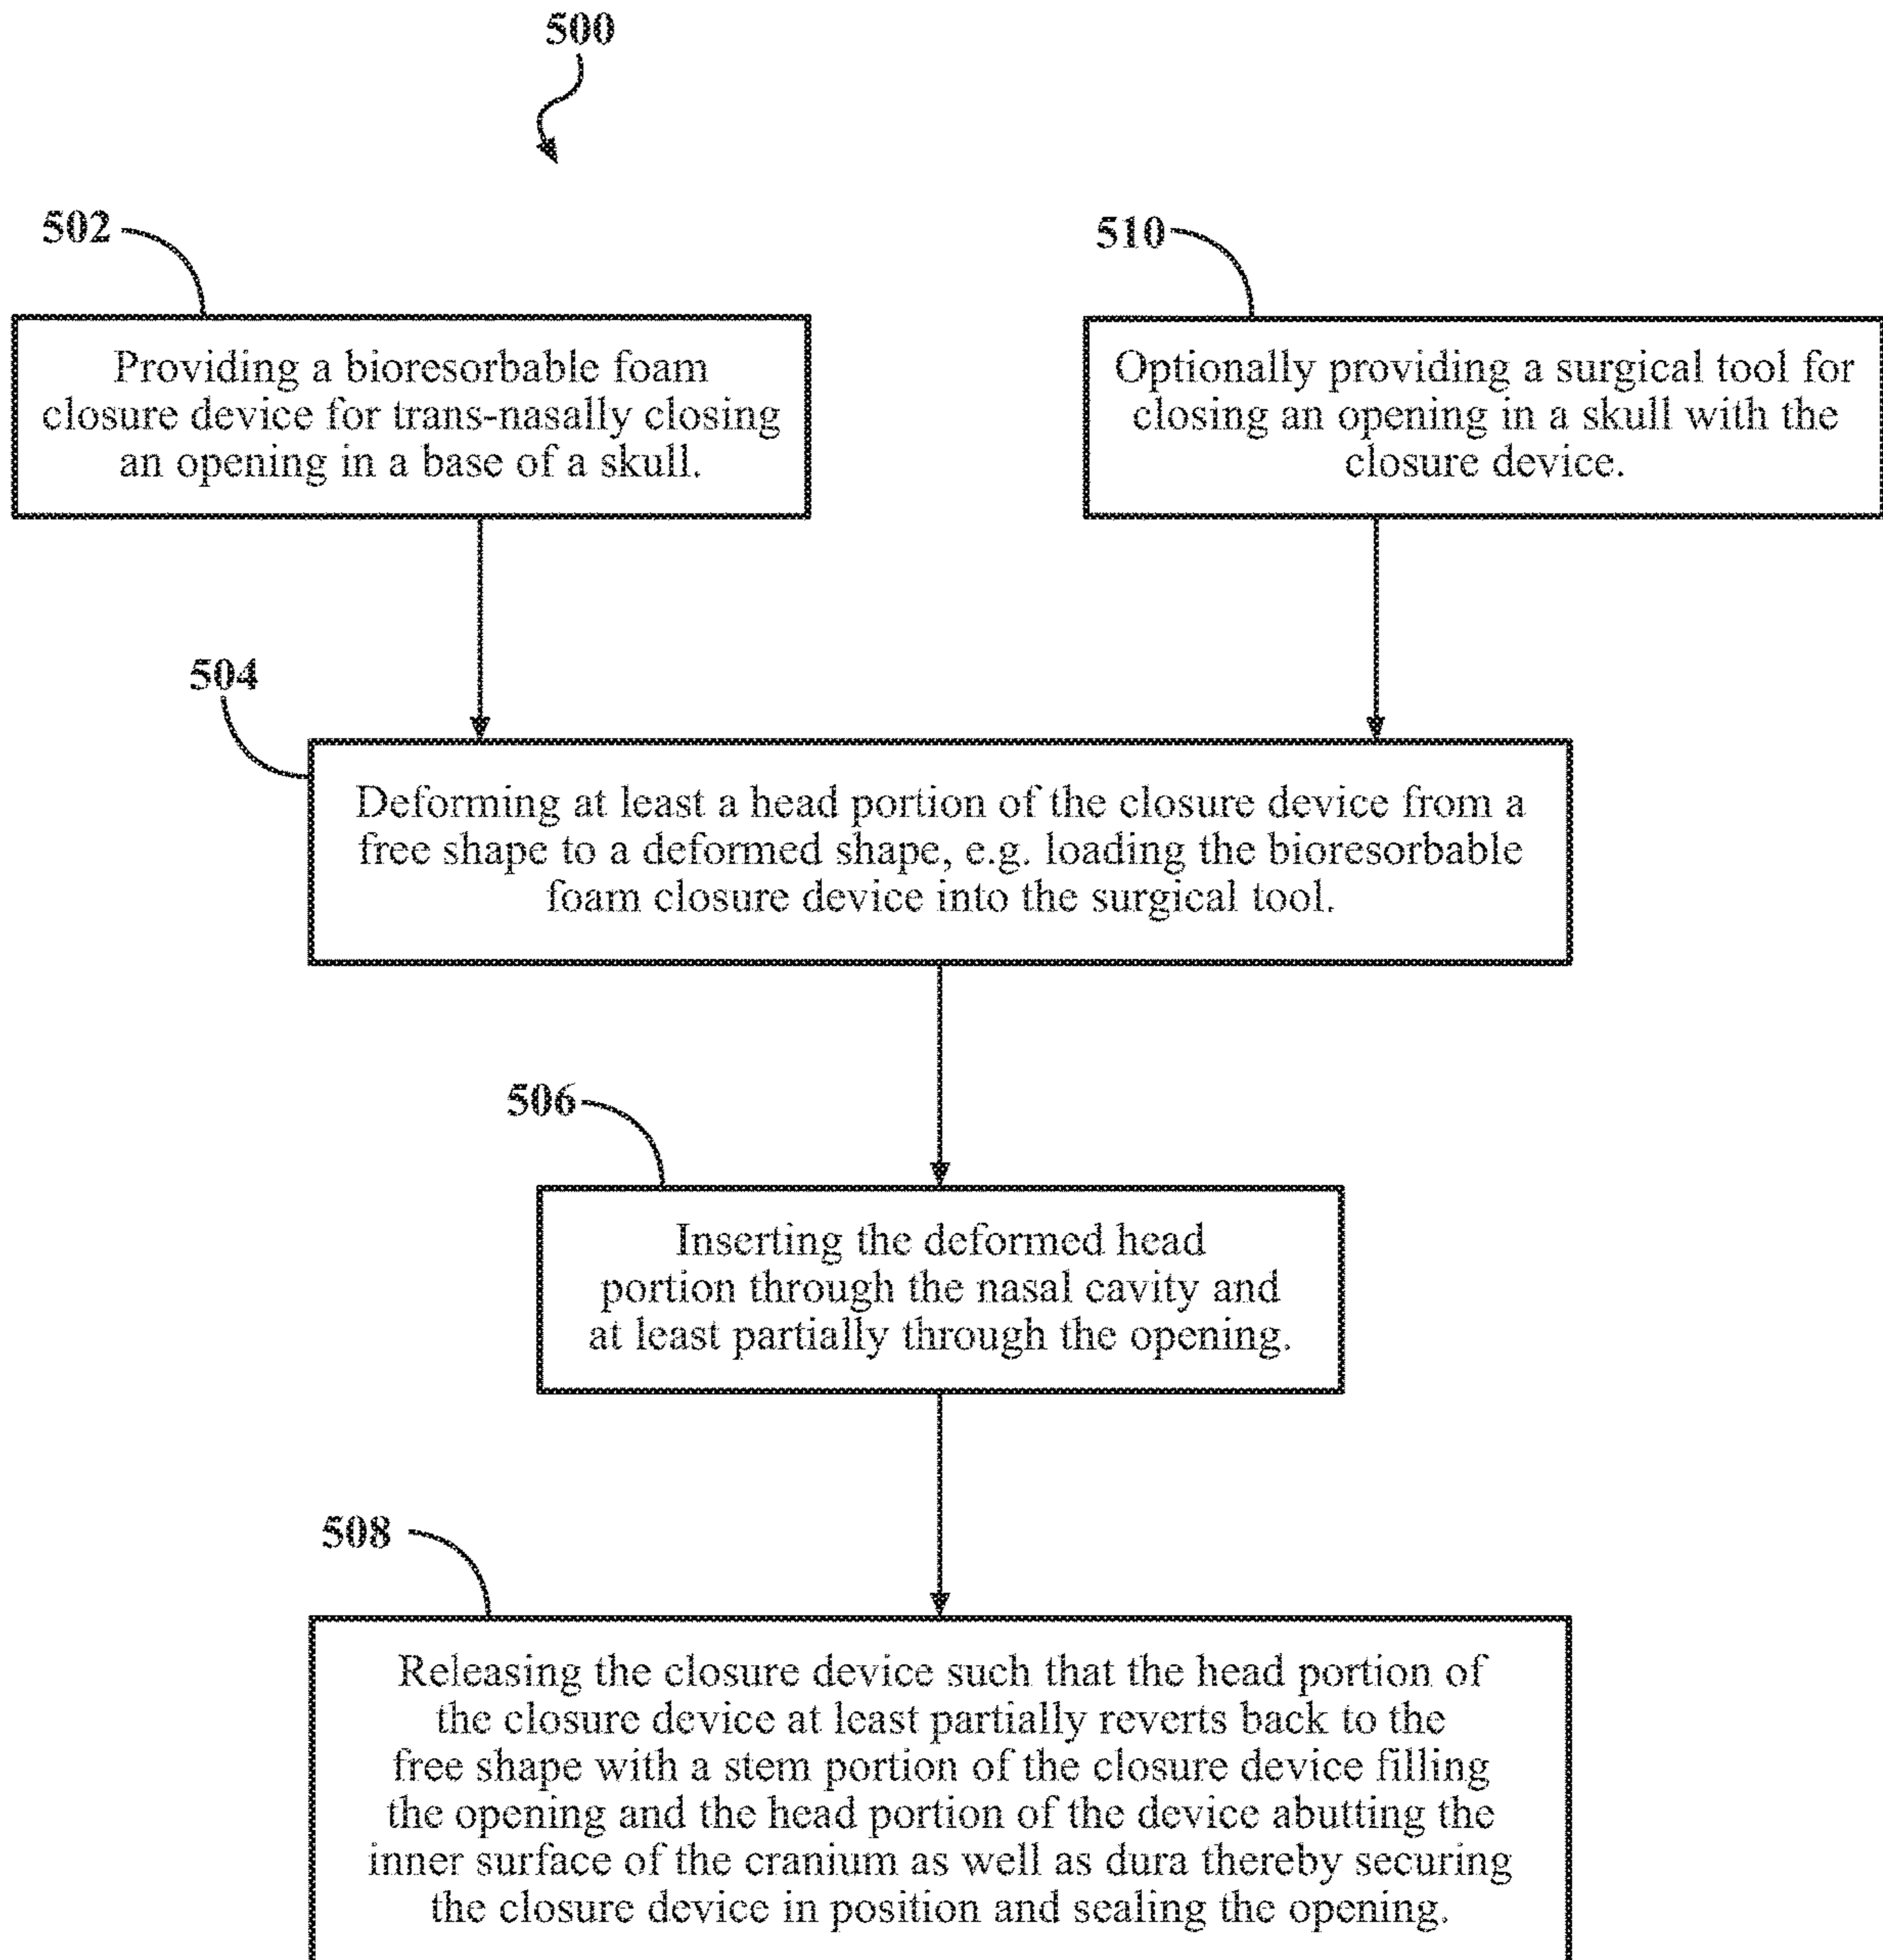 500
502
Providing a bioresorbable foam
closure device for trans-nasally closing
an opening in a base of a skull.
510
Optionally providing a surgical tool for
closing an opening in a skull with the
closure device.
504
Deforming at least a head portion of the closure device from a
free shape to a deformed shape, e.g. loading the bioresorbable
foam closure device into the surgical tool.
506
Inserting the deformed head
portion through the nasal cavity and
at least partially through the opening.
508
Releasing the closure device such that the head portion of
the closure device at least partially reverts back to the
free shape with a stem portion of the closure device filling
the opening and the head portion of the device abutting the
inner surface of the cranium as well as dura thereby securing
the closure device in position and sealing the opening.